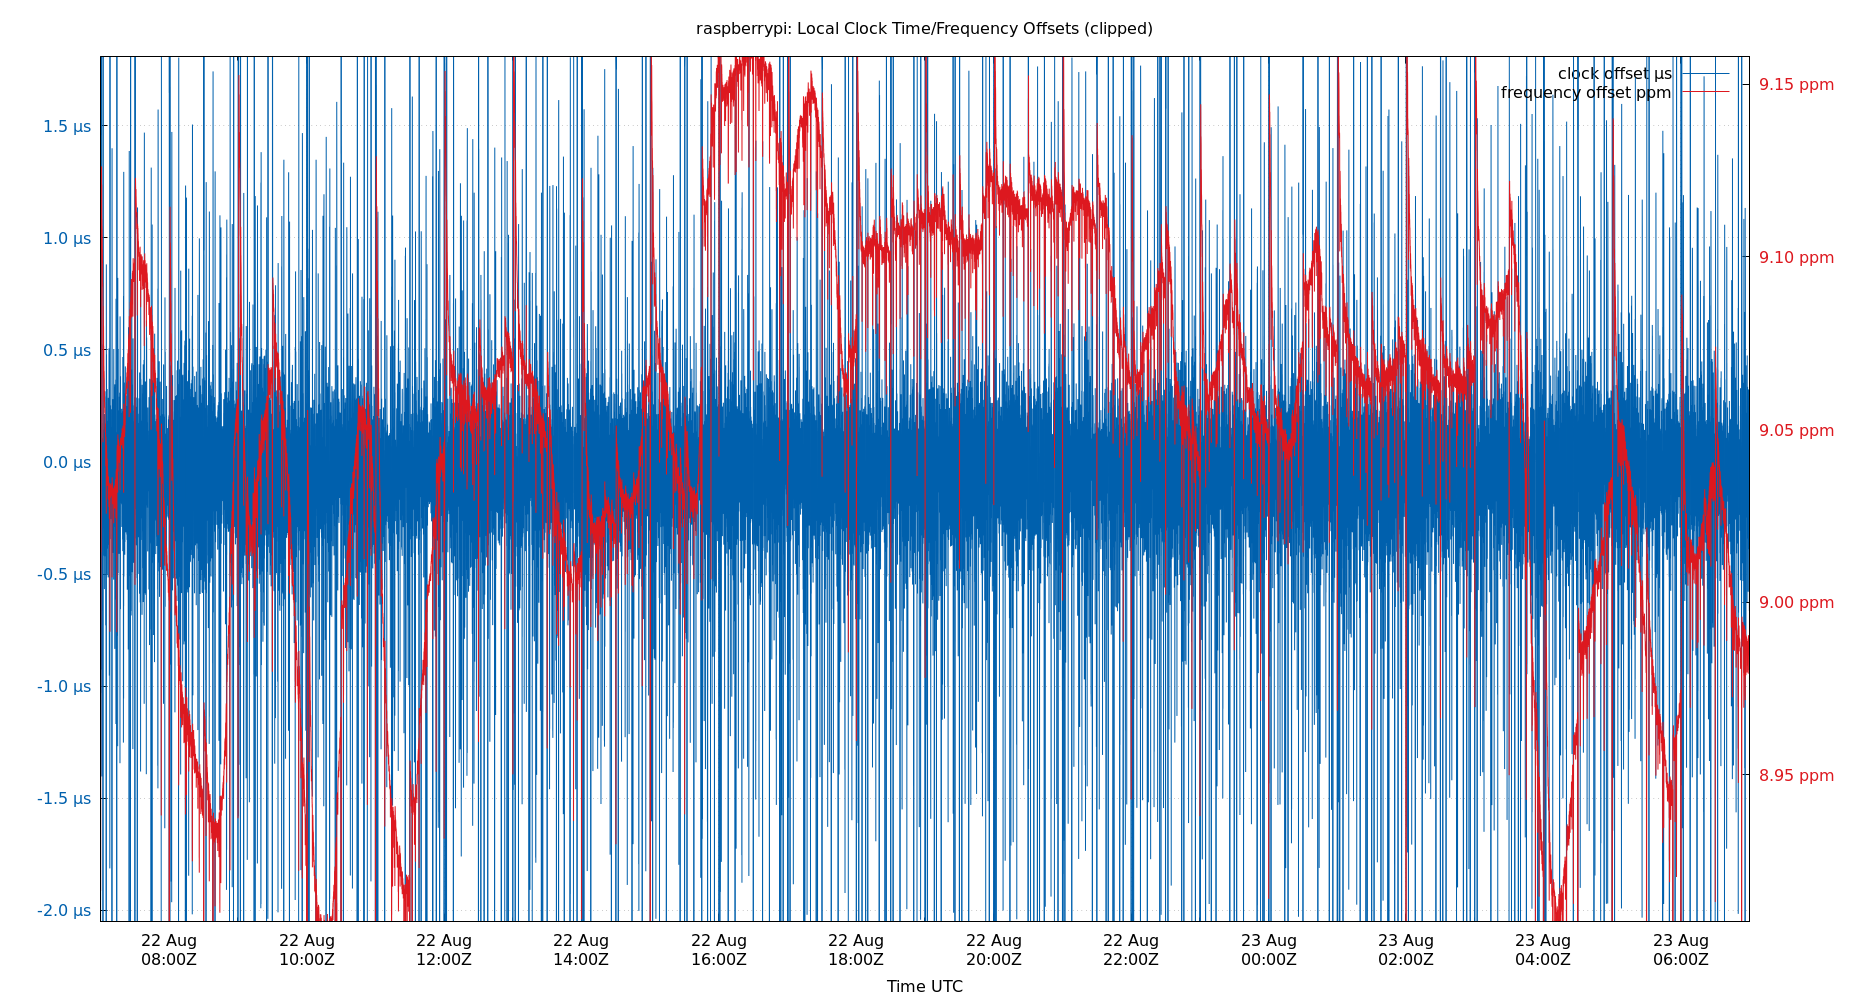 raspberrypi: Local Clock Time/Frequency Offsets (clipped)
clock offset µs
frequency offset ppm
1.5 µs
1.0 µs
0.5 µs
0.0 µs
-0.5 µs
-1.0 µs
-1.5 µs
-2.0 µs
9.15 ppm
9.10 ppm
9.05 ppm
9.00 ppm
8.95 ppm
22 Aug 22 Aug 22 Aug 22 Aug 22 Aug 22 Aug 22 Aug 22 Aug 23 Aug 23 Aug 23 Aug 23 Aug
08:00Z 10:00Z 12:00Z 14:00Z 16:00Z 18:00Z 20:00Z 22:00Z 00:00Z 02:00Z 04:00Z 06:00Z
Time UTC